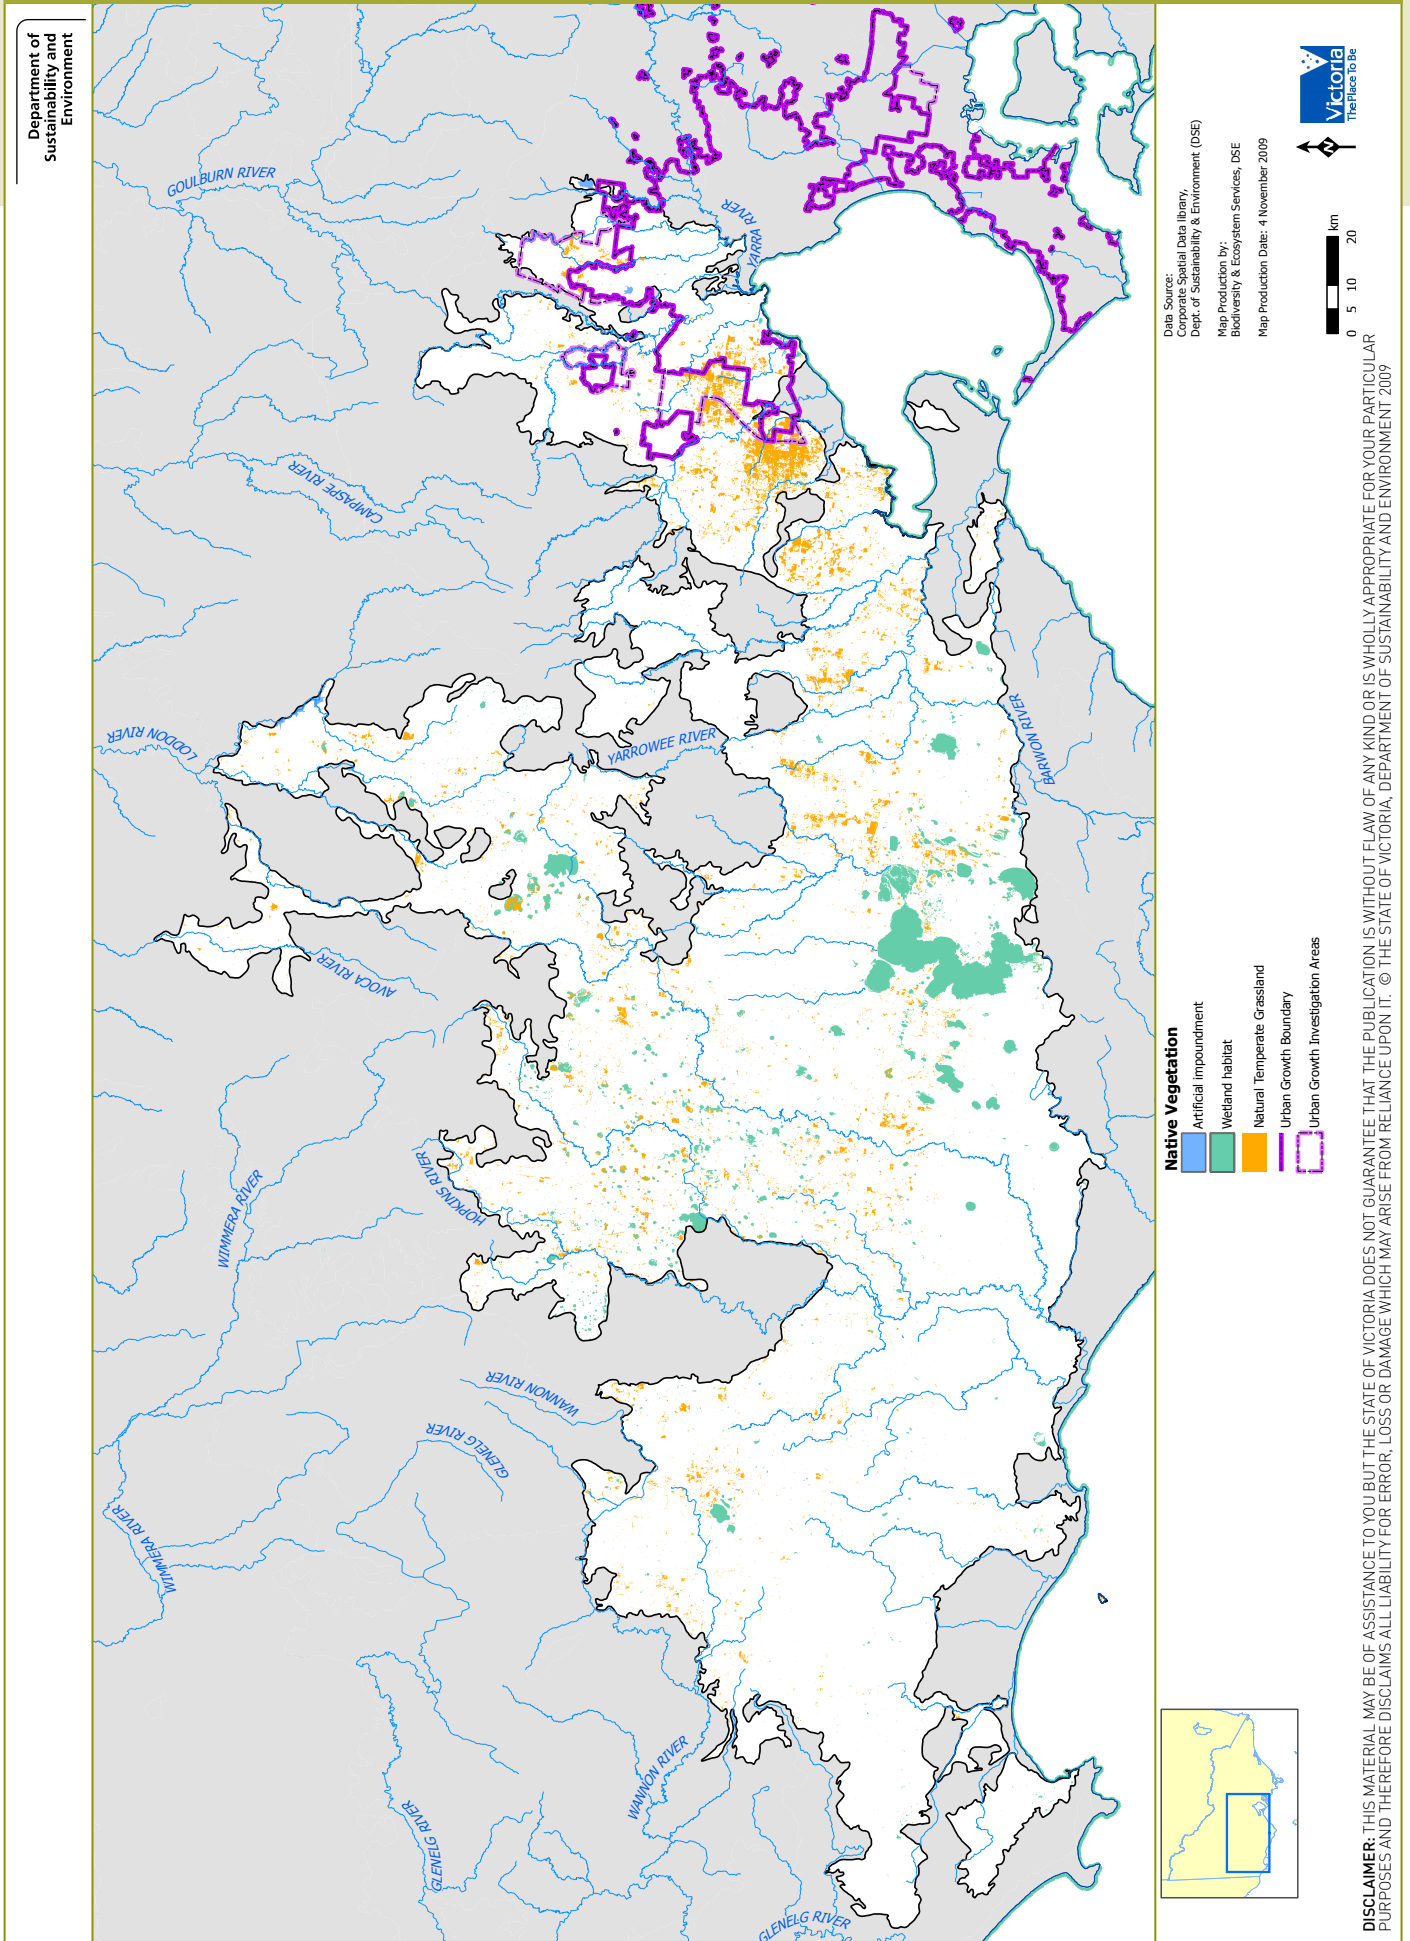 Department of
Sustainability and
Environment
GOULBURN RIVER
CAMPASPE RIVER
LODDON RIVER
AVOCA RIVER
WIMMERA RIVER
WIMMERA RIVER
HOPKINS RIVER
WANNON RIVER
GLENELG RIVER
GLENELG RIVER
WANNON RIVER
GLENELG RIVER
YARROWEE RIVER
BARWON RIVER
YARRA RIVER
Native Vegetation
Artificial impoundment
Wetland habitat
Natural Temperate Grassland
Urban Growth Boundary
Urban Growth Investigation Areas
Data Source:
Corporate Spatial Data library,
Dept. of Sustainability & Environment (DSE)
Map Production by:
Biodiversity & Ecosystem Services, DSE
Map Production Date: 4 November 2009
0 5 10 20
km
N
Victoria
The Place To Be
DISCLAIMER: THIS MATERIAL MAY BE OF ASSISTANCE TO YOU BUT THE STATE OF VICTORIA DOES NOT GUARANTEE THAT THE PUBLICATION IS WITHOUT FLAW OF ANY KIND OR IS WHOLLY APPROPRIATE FOR YOUR PARTICULAR
PURPOSES AND THEREFORE DISCLAIMS ALL LIABILITY FOR ERROR, LOSS OR DAMAGE WHICH MAY ARISE FROM RELIANCE UPON IT. © THE STATE OF VICTORIA, DEPARTMENT OF SUSTAINABILITY AND ENVIRONMENT 2009